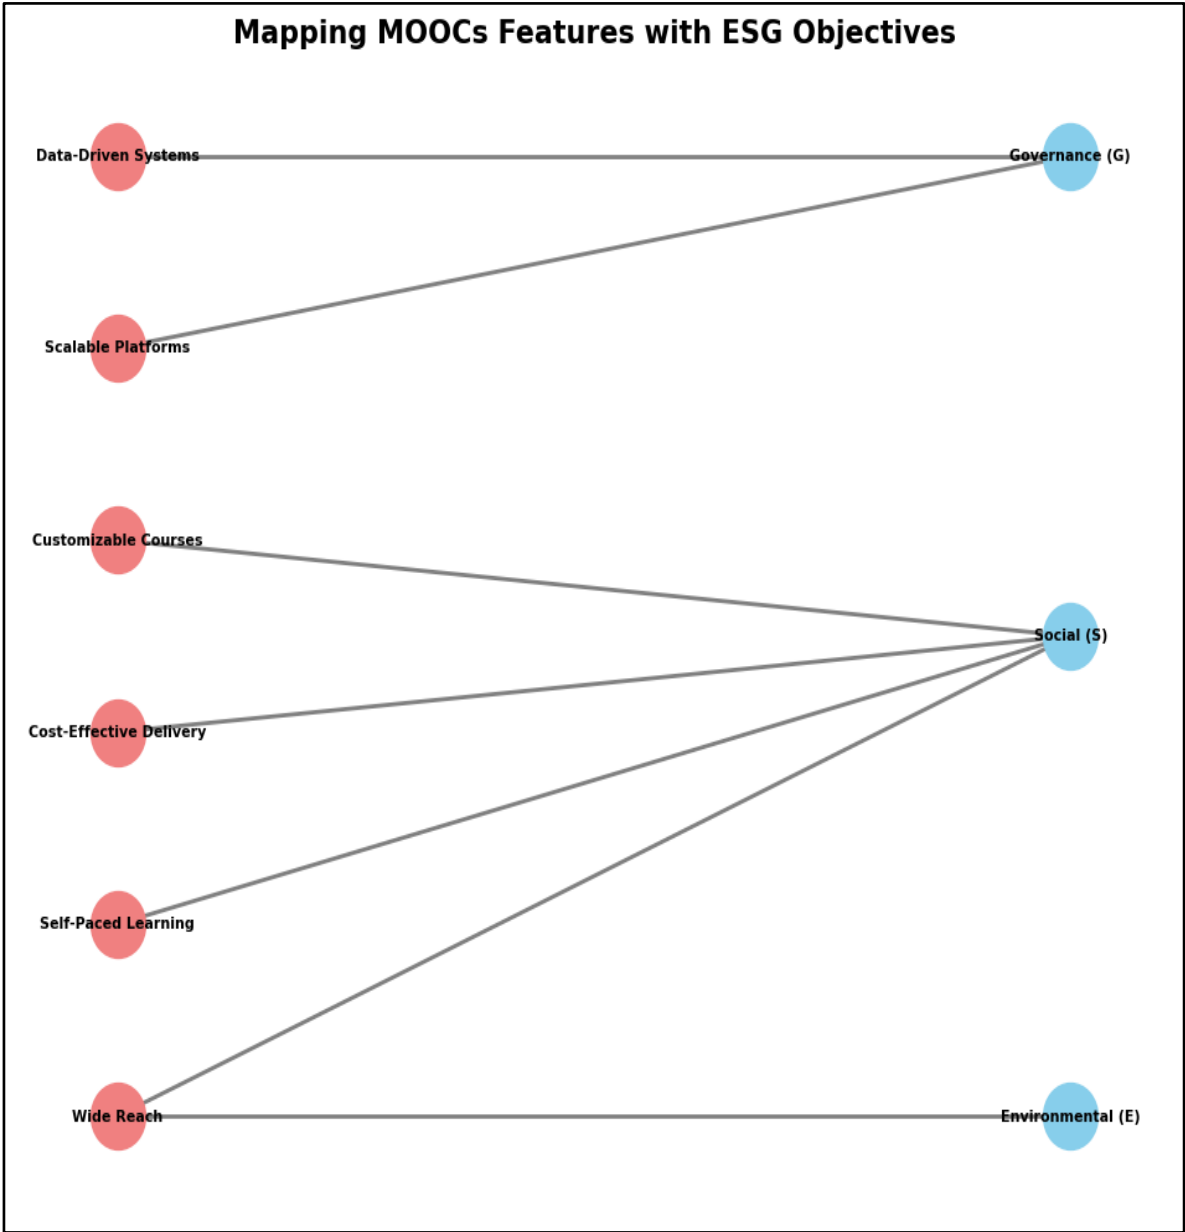 Mapping MOOCs Features with ESG Objectives
Data-Driven Systems
Governance (G)
Scalable Platforms
Customizable Courses
Social (S)
Cost-Effective Delivery
Self-Paced Learning
Wide Reach
Environmental (E)